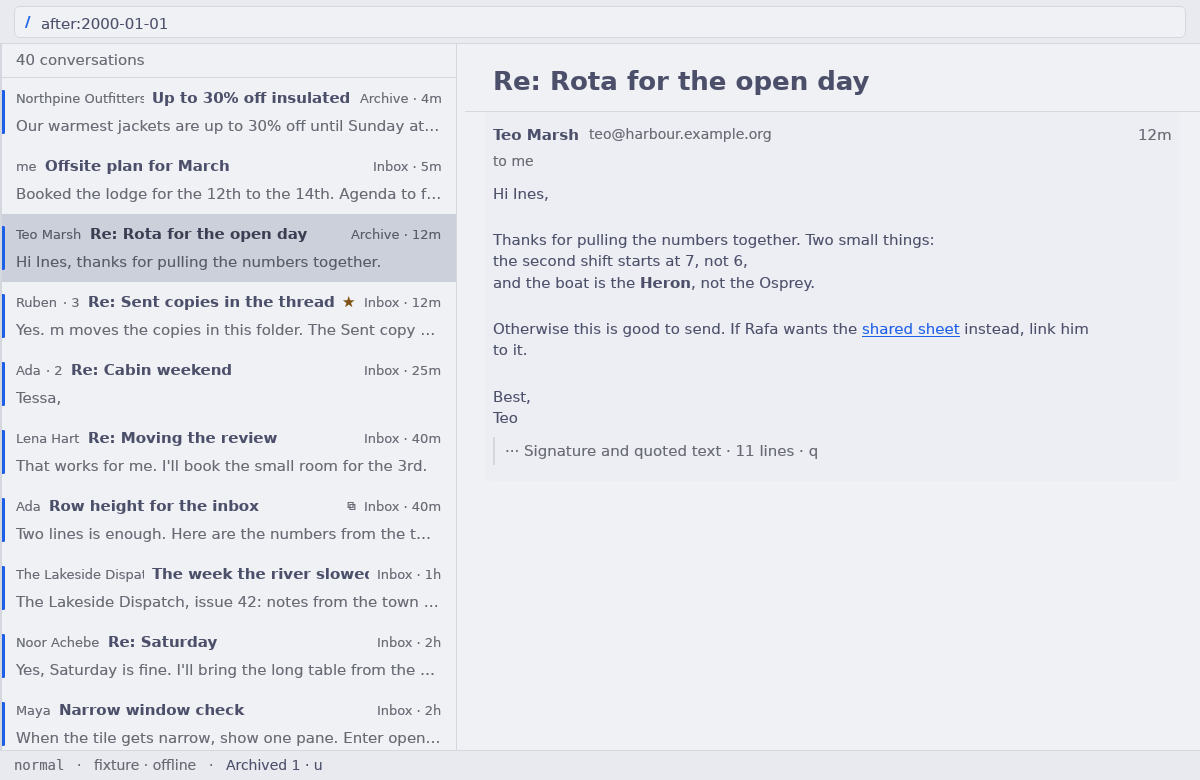 / after:2000-01-01
40 conversations
Northpine Outfitters Up to 30% off insulated Archive · 4m
Our warmest jackets are up to 30% off until Sunday at…
me Offsite plan for March Inbox · 5m
Booked the lodge for the 12th to the 14th. Agenda to f…
Teo Marsh Re: Rota for the open day Archive · 12m
Hi Ines, thanks for pulling the numbers together.
Ruben · 3 Re: Sent copies in the thread ★ Inbox · 12m
Yes. m moves the copies in this folder. The Sent copy …
Ada · 2 Re: Cabin weekend Inbox · 25m
Tessa,
Lena Hart Re: Moving the review Inbox · 40m
That works for me. I'll book the small room for the 3rd.
Ada Row height for the inbox ⧉ Inbox · 40m
Two lines is enough. Here are the numbers from the t…
The Lakeside Dispat The week the river slowed Inbox · 1h
The Lakeside Dispatch, issue 42: notes from the town …
Noor Achebe Re: Saturday Inbox · 2h
Yes, Saturday is fine. I'll bring the long table from the …
Maya Narrow window check Inbox · 2h
When the tile gets narrow, show one pane. Enter open…
Re: Rota for the open day
Teo Marsh teo@harbour.example.org 12m
to me
Hi Ines,
Thanks for pulling the numbers together. Two small things:
the second shift starts at 7, not 6,
and the boat is the Heron, not the Osprey.
Otherwise this is good to send. If Rafa wants the shared sheet instead, link him
to it.
Best,
Teo
··· Signature and quoted text · 11 lines · q
normal · fixture · offline · Archived 1 · u